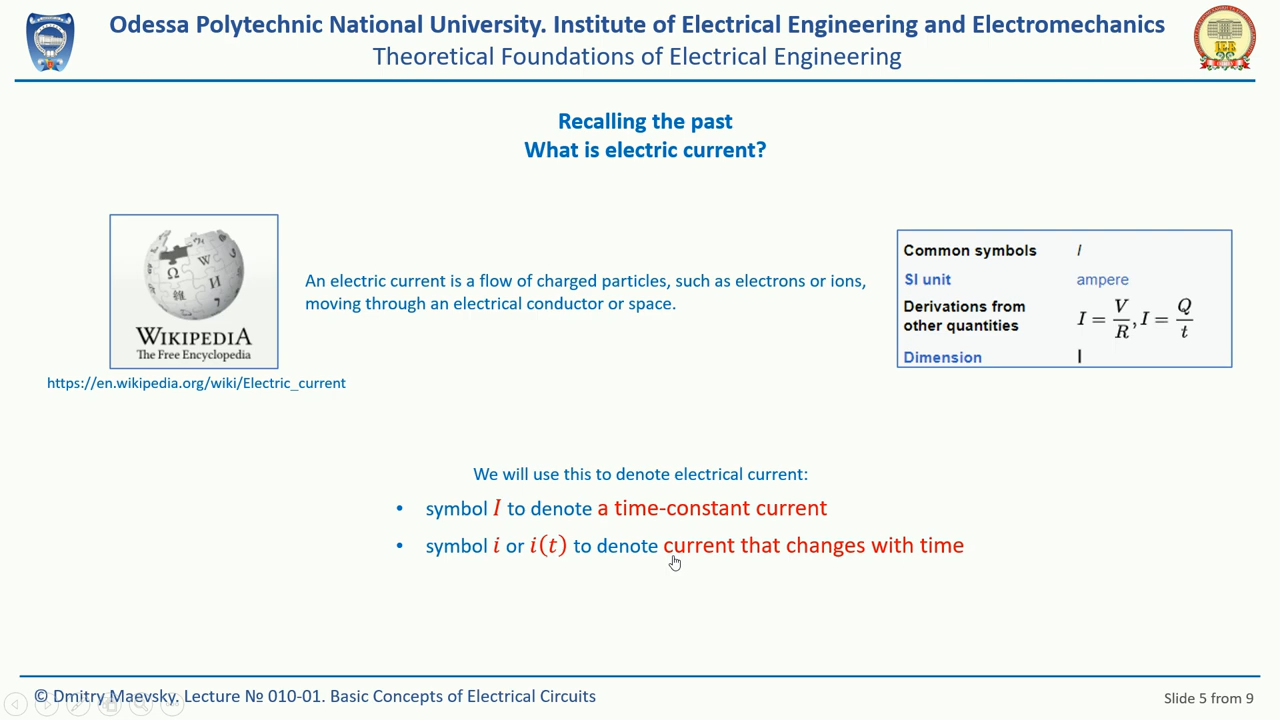 Odessa Polytechnic National University. Institute of Electrical Engineering and Electromechanics
Theoretical Foundations of Electrical Engineering
Recalling the past
What is electric current?
WIKIPEDIA
The Free Encyclopedia
https://en.wikipedia.org/wiki/Electric_current
An electric current is a flow of charged particles, such as electrons or ions,
moving through an electrical conductor or space.
Common symbols I
SI unit ampere
Derivations from other quantities I = V/R, I = Q/t
Dimension I
We will use this to denote electrical current:
• symbol I to denote a time-constant current
• symbol i or i(t) to denote current that changes with time
© Dmitry Maevsky. Lecture № 010-01. Basic Concepts of Electrical Circuits
Slide 5 from 9